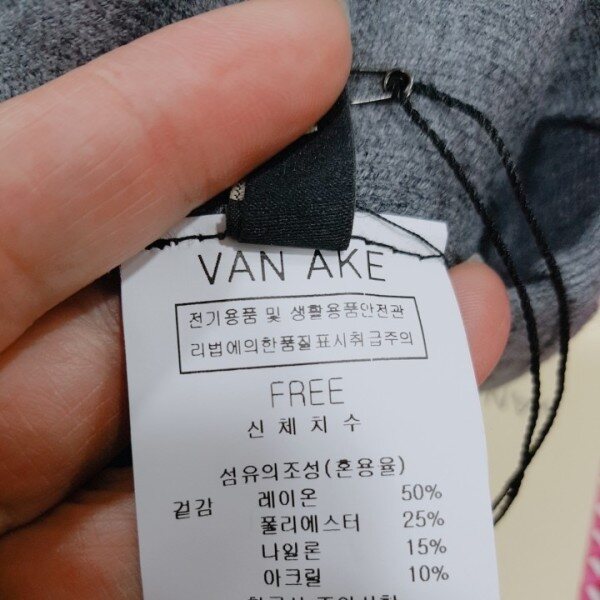 VAN AKE
전기용품 및 생활용품안전관
리법에의한품질표시취급주의
FREE
신체치수
섬유의조성(혼용율)
겉감 레이온 50%
폴리에스터 25%
나일론 15%
아크릴 10%